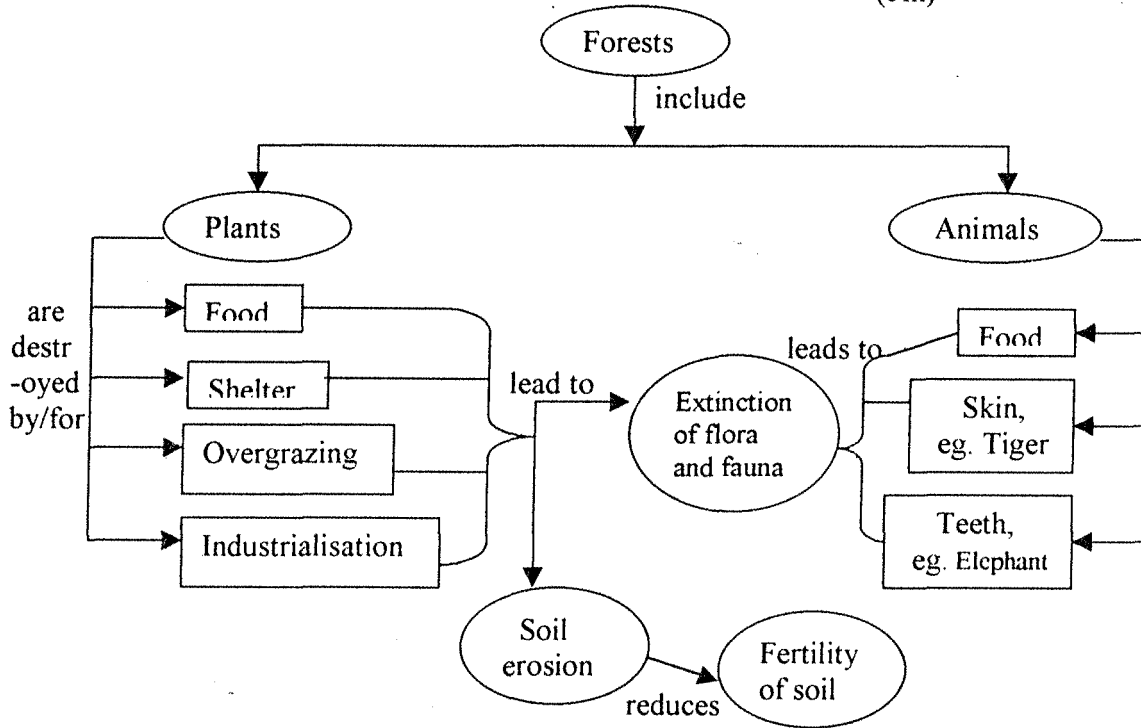 Forests
include
Plants
Animals
are
destr
-oyed
by/for
Food
Shelter
Overgrazing
Industrialisation
lead to
Extinction
of flora
and fauna
leads to
Food
Skin,
eg. Tiger
Teeth,
eg. Elephant
Soil
erosion
reduces
Fertility
of soil